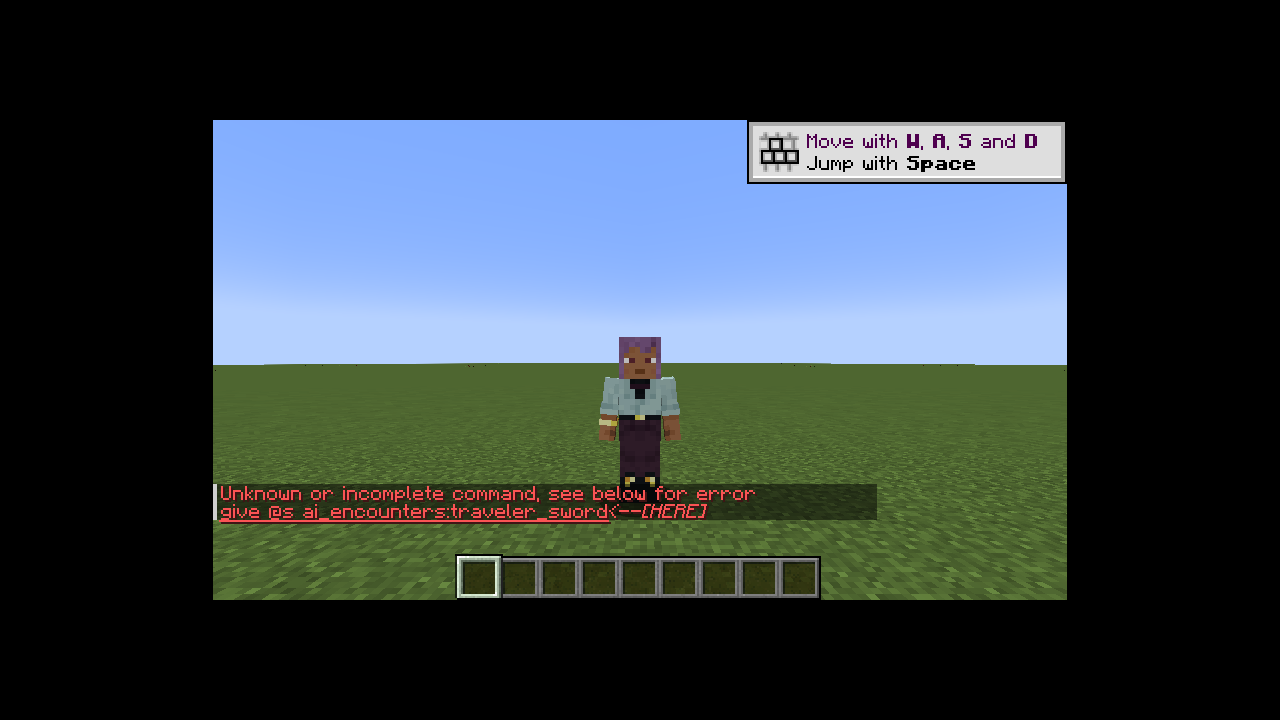 Move with W, A, S and D
Jump with Space
Unknown or incomplete command, see below for error
give @s ai_encounters:traveler_sword<--[HERE]